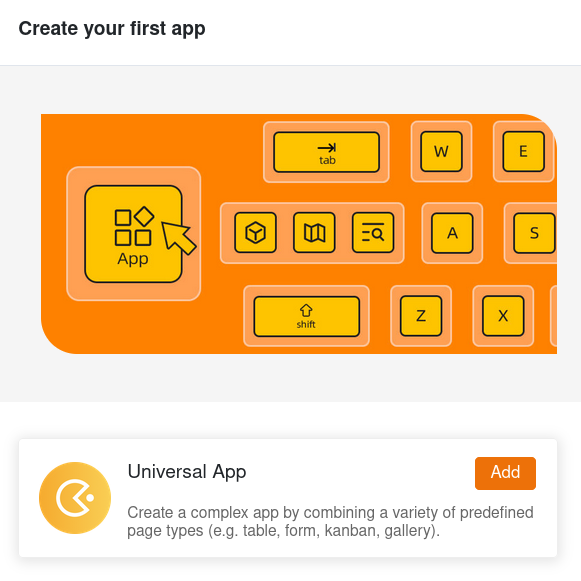 Create your first app
tab
W
E
App
A
S
shift
Z
X
Universal App
Add
Create a complex app by combining a variety of predefined
page types (e.g. table, form, kanban, gallery).